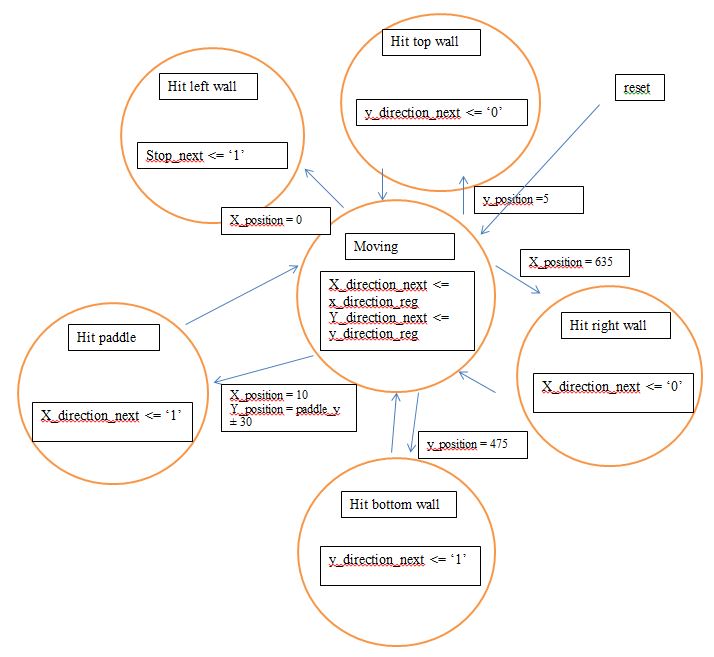 Hit top wall
y_direction_next <= ‘0’
Hit left wall
Stop_next <= ‘1’
reset
y_position =5
X_position = 0
Moving
X_direction_next <=
x_direction_reg
Y_direction_next <=
y_direction_reg
X_position = 635
Hit right wall
X_direction_next <= ‘0’
Hit paddle
X_direction_next <= ‘1’
X_position = 10
Y_position = paddle_y
± 30
y_position = 475
Hit bottom wall
y_direction_next <= ‘1’